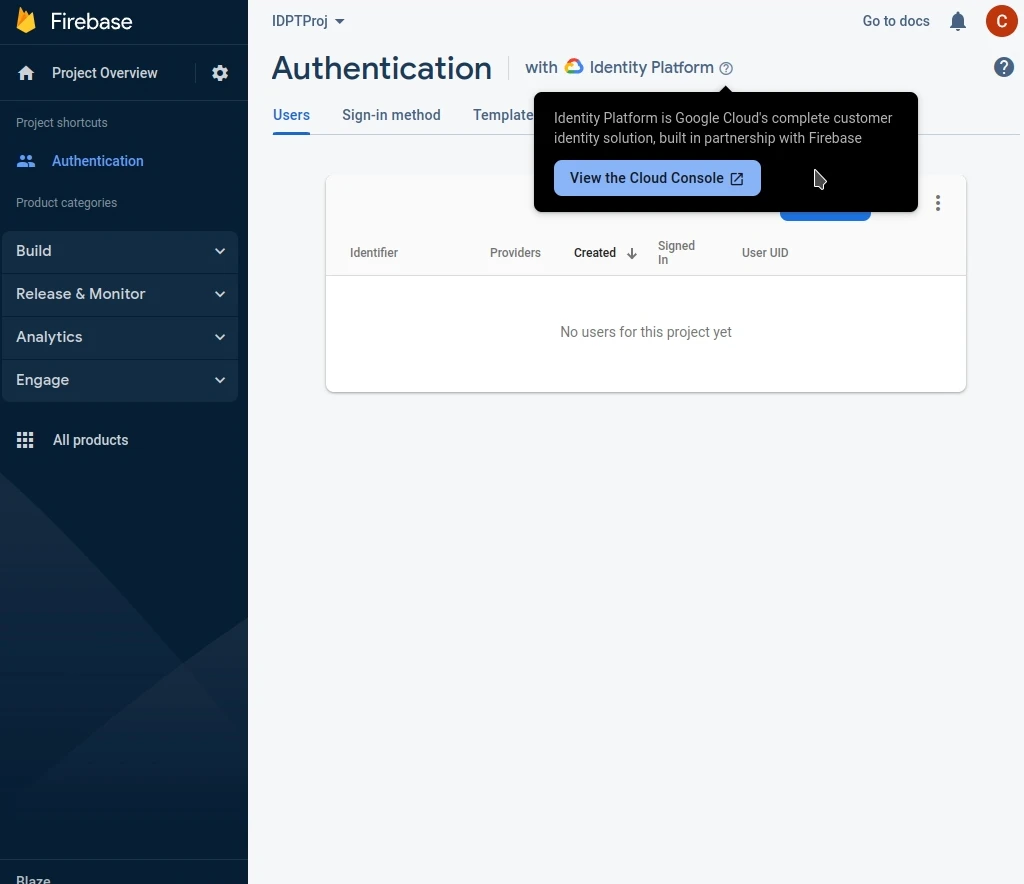 Firebase
IDPTProj
Go to docs
C
Project Overview
Authentication
with Identity Platform
Project shortcuts
Users
Sign-in method
Template
Identity Platform is Google Cloud's complete customer
identity solution, built in partnership with Firebase
View the Cloud Console
Authentication
Product categories
Build
Release & Monitor
Analytics
Engage
All products
Identifier
Providers
Created
Signed
In
User UID
No users for this project yet
Blaze